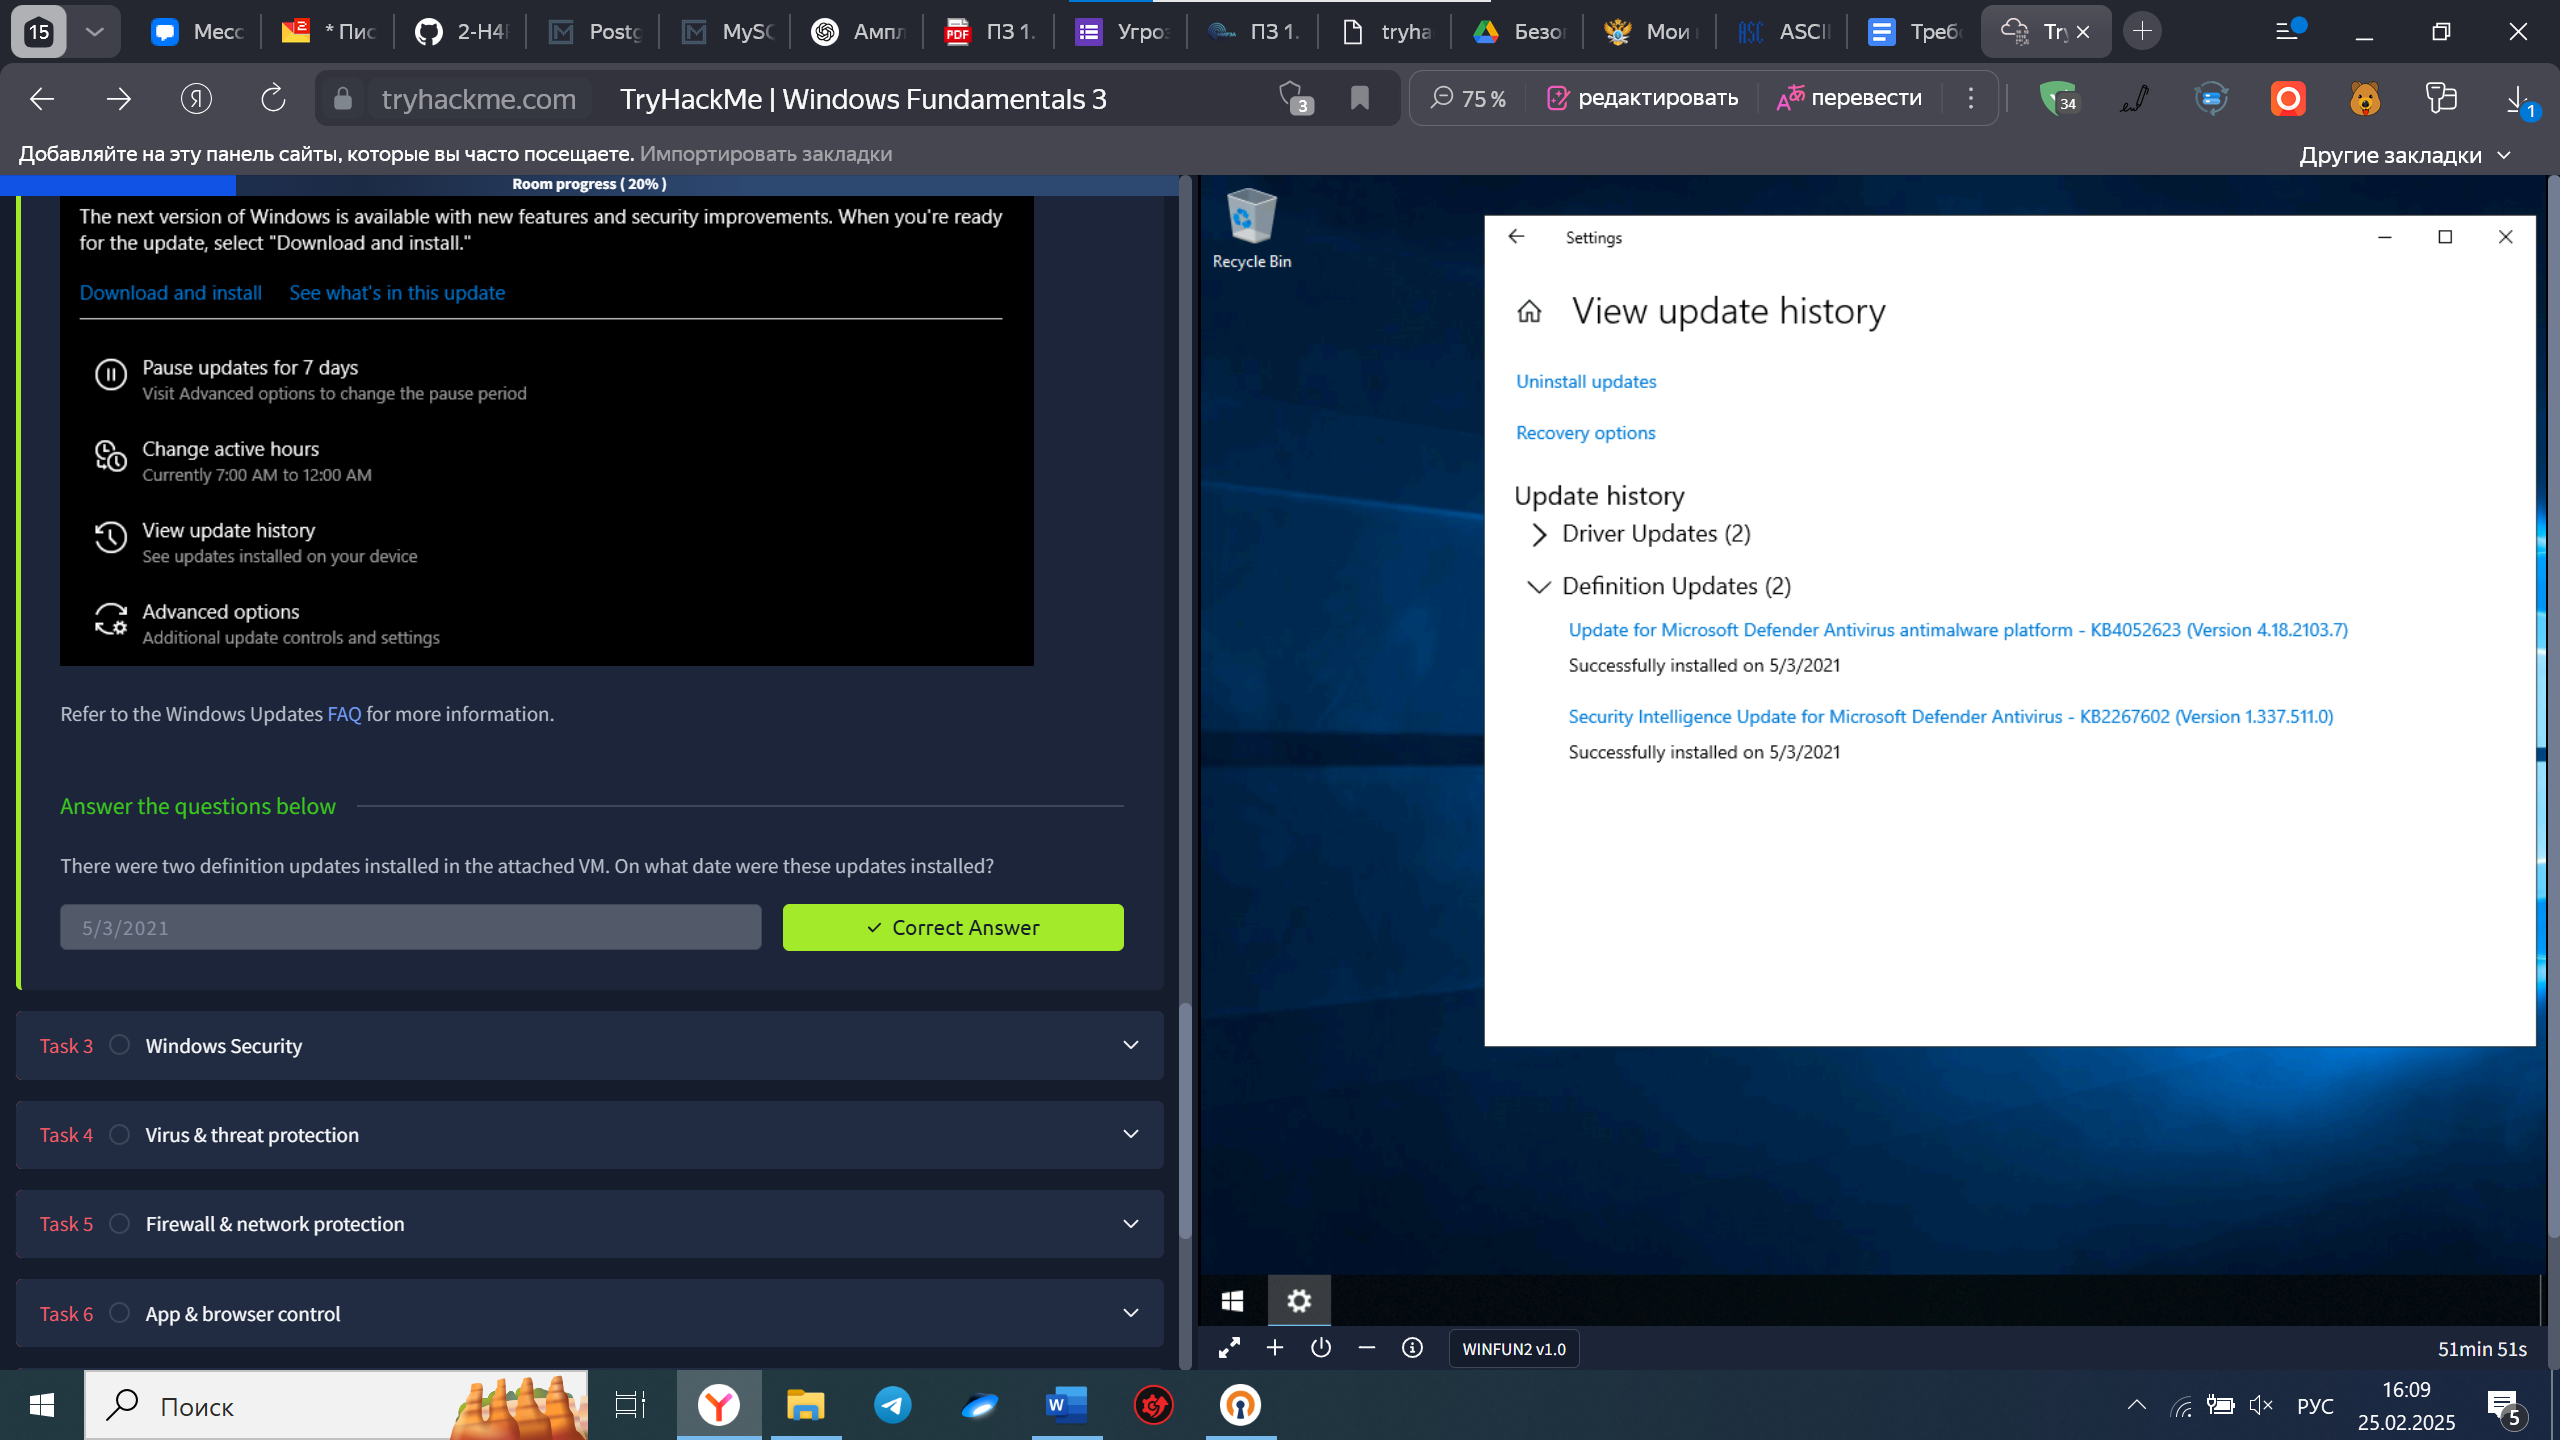 15
Месс
* Пис
2-H4F
Postg
MySC
Ампл
ПЗ 1.
Угроз
ПЗ 1.
tryha
Безоп
Мои
ASCII
Требо
Try
tryhackme.com
TryHackMe | Windows Fundamentals 3
3
75 %
редактировать
перевести
34
1
Добавляйте на эту панель сайты, которые вы часто посещаете. Импортировать закладки
Другие закладки
Room progress ( 20% )
The next version of Windows is available with new features and security improvements. When you're ready
for the update, select "Download and install."
Download and install
See what's in this update
Pause updates for 7 days
Visit Advanced options to change the pause period
Change active hours
Currently 7:00 AM to 12:00 AM
View update history
See updates installed on your device
Advanced options
Additional update controls and settings
Refer to the Windows Updates FAQ for more information.
Answer the questions below
There were two definition updates installed in the attached VM. On what date were these updates installed?
5/3/2021
Correct Answer
Task 3 Windows Security
Task 4 Virus & threat protection
Task 5 Firewall & network protection
Task 6 App & browser control
Recycle Bin
Settings
View update history
Uninstall updates
Recovery options
Update history
Driver Updates (2)
Definition Updates (2)
Update for Microsoft Defender Antivirus antimalware platform - KB4052623 (Version 4.18.2103.7)
Successfully installed on 5/3/2021
Security Intelligence Update for Microsoft Defender Antivirus - KB2267602 (Version 1.337.511.0)
Successfully installed on 5/3/2021
WINFUN2 v1.0
51min 51s
Поиск
РУС
16:09
25.02.2025
5